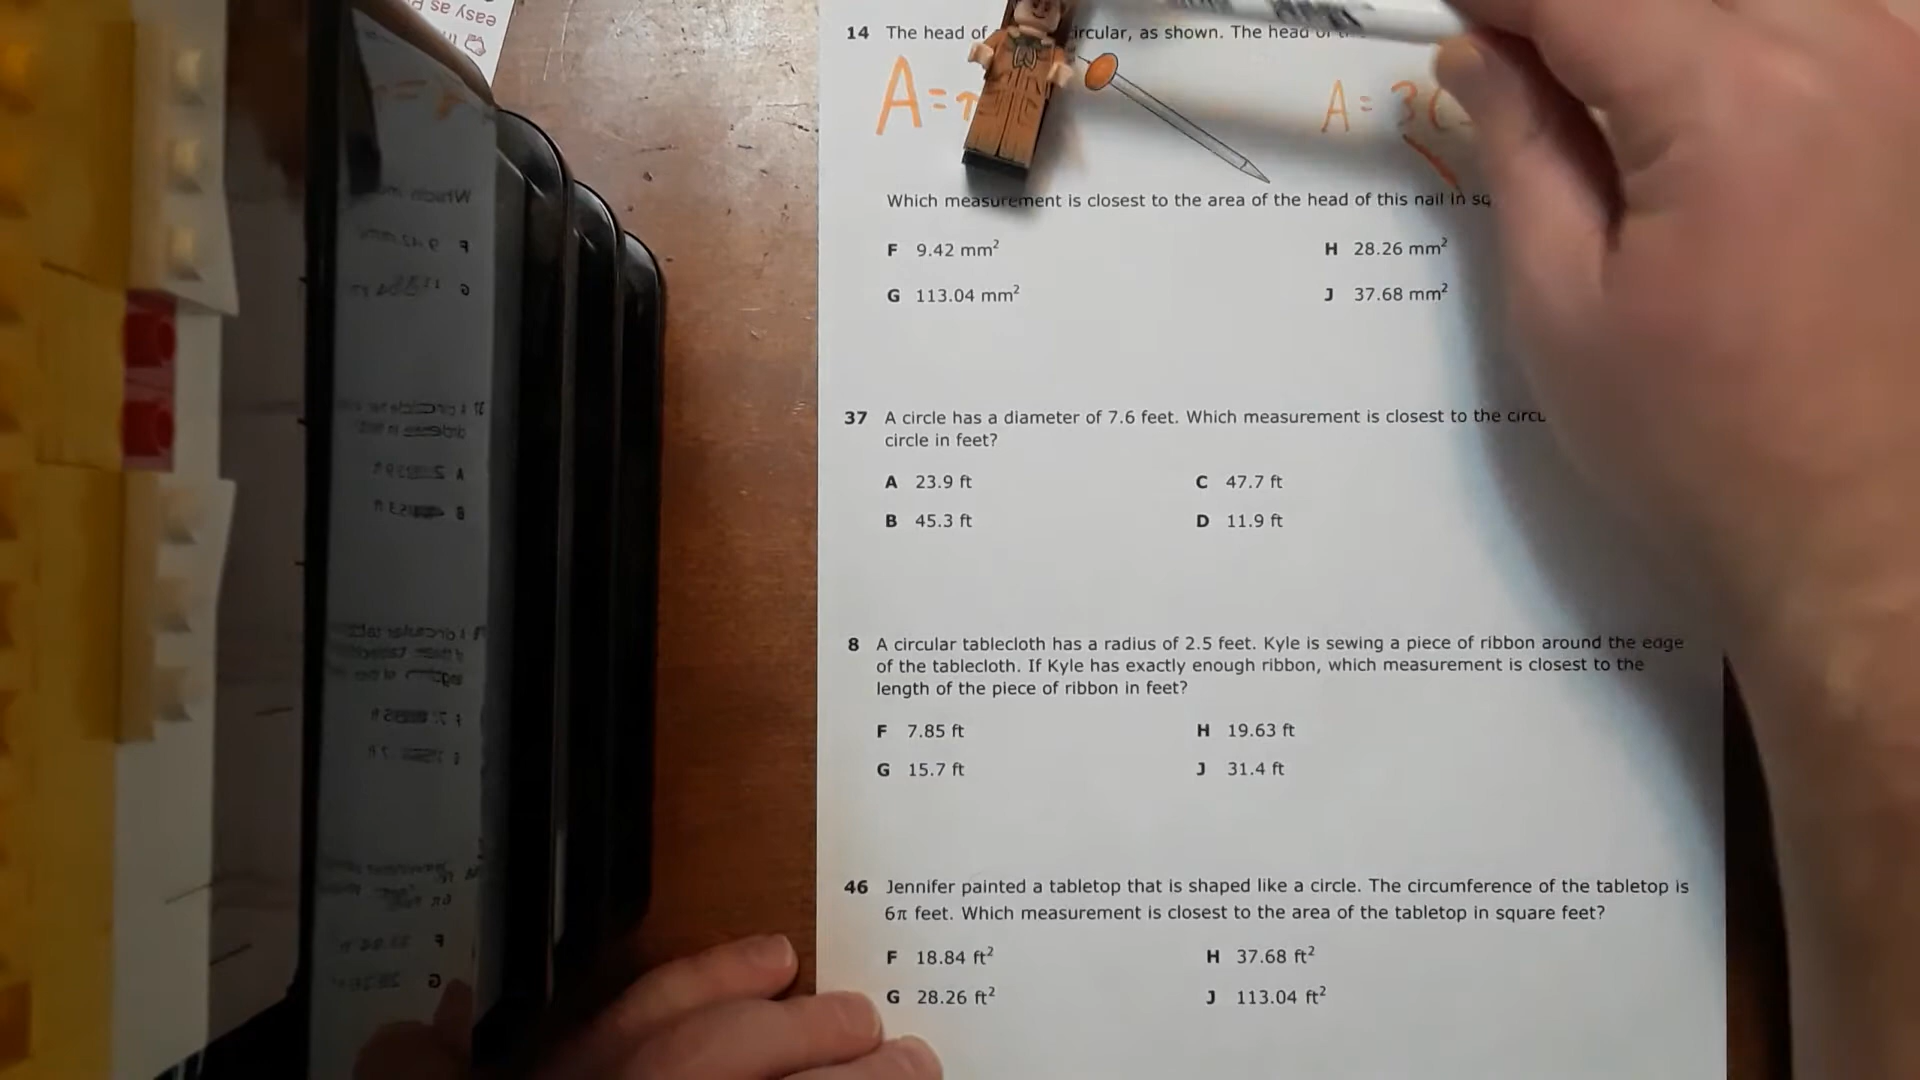 easy as
14 The head of ircular, as shown. The head
A =
A = 3(
Which measurement is closest to the area of the head of this nail in sq
F 9.42 mm²
H 28.26 mm²
G 113.04 mm²
J 37.68 mm²
37 A circle has a diameter of 7.6 feet. Which measurement is closest to the circu
circle in feet?
A 23.9 ft
C 47.7 ft
B 45.3 ft
D 11.9 ft
8 A circular tablecloth has a radius of 2.5 feet. Kyle is sewing a piece of ribbon around the edge
of the tablecloth. If Kyle has exactly enough ribbon, which measurement is closest to the
length of the piece of ribbon in feet?
F 7.85 ft
H 19.63 ft
G 15.7 ft
J 31.4 ft
46 Jennifer painted a tabletop that is shaped like a circle. The circumference of the tabletop is
6π feet. Which measurement is closest to the area of the tabletop in square feet?
F 18.84 ft²
H 37.68 ft²
G 28.26 ft²
J 113.04 ft²